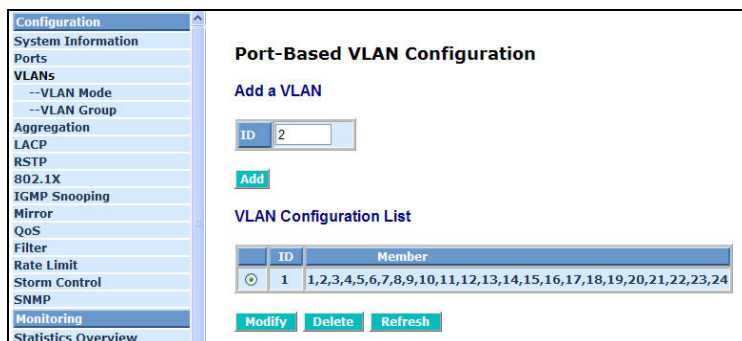 Configuration
System Information
Ports
VLANs
--VLAN Mode
--VLAN Group
Aggregation
LACP
RSTP
802.1X
IGMP Snooping
Mirror
QoS
Filter
Rate Limit
Storm Control
SNMP
Monitoring
Statistics Overview
Port-Based VLAN Configuration
Add a VLAN
ID 2
Add
VLAN Configuration List
ID Member
1 1,2,3,4,5,6,7,8,9,10,11,12,13,14,15,16,17,18,19,20,21,22,23,24
Modify Delete Refresh